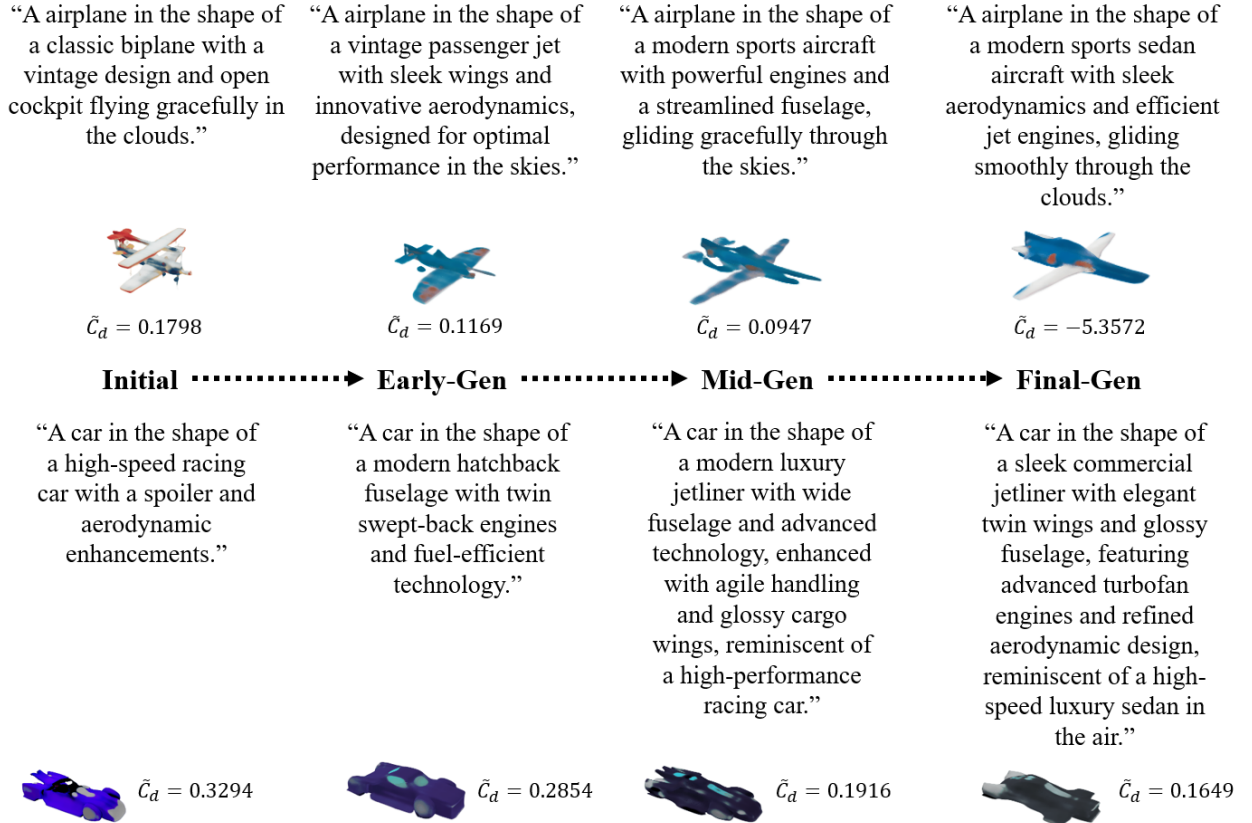 “A airplane in the shape of
a classic biplane with a
vintage design and open
cockpit flying gracefully in
the clouds.”
“A airplane in the shape of
a vintage passenger jet
with sleek wings and
innovative aerodynamics,
designed for optimal
performance in the skies.”
“A airplane in the shape of
a modern sports aircraft
with powerful engines and
a streamlined fuselage,
gliding gracefully through
the skies.”
“A airplane in the shape of
a modern sports sedan
aircraft with sleek
aerodynamics and efficient
jet engines, gliding
smoothly through the
clouds.”
C̃d = 0.1798
C̃d = 0.1169
C̃d = 0.0947
C̃d = −5.3572
Initial
Early-Gen
Mid-Gen
Final-Gen
“A car in the shape of
a high-speed racing
car with a spoiler and
aerodynamic
enhancements.”
“A car in the shape of
a modern hatchback
fuselage with twin
swept-back engines
and fuel-efficient
technology.”
“A car in the shape of
a modern luxury
jetliner with wide
fuselage and advanced
technology, enhanced
with agile handling
and glossy cargo
wings, reminiscent of
a high-performance
racing car.”
“A car in the shape of
a sleek commercial
jetliner with elegant
twin wings and glossy
fuselage, featuring
advanced turbofan
engines and refined
aerodynamic design,
reminiscent of a high-
speed luxury sedan in
the air.”
C̃d = 0.3294
C̃d = 0.2854
C̃d = 0.1916
C̃d = 0.1649